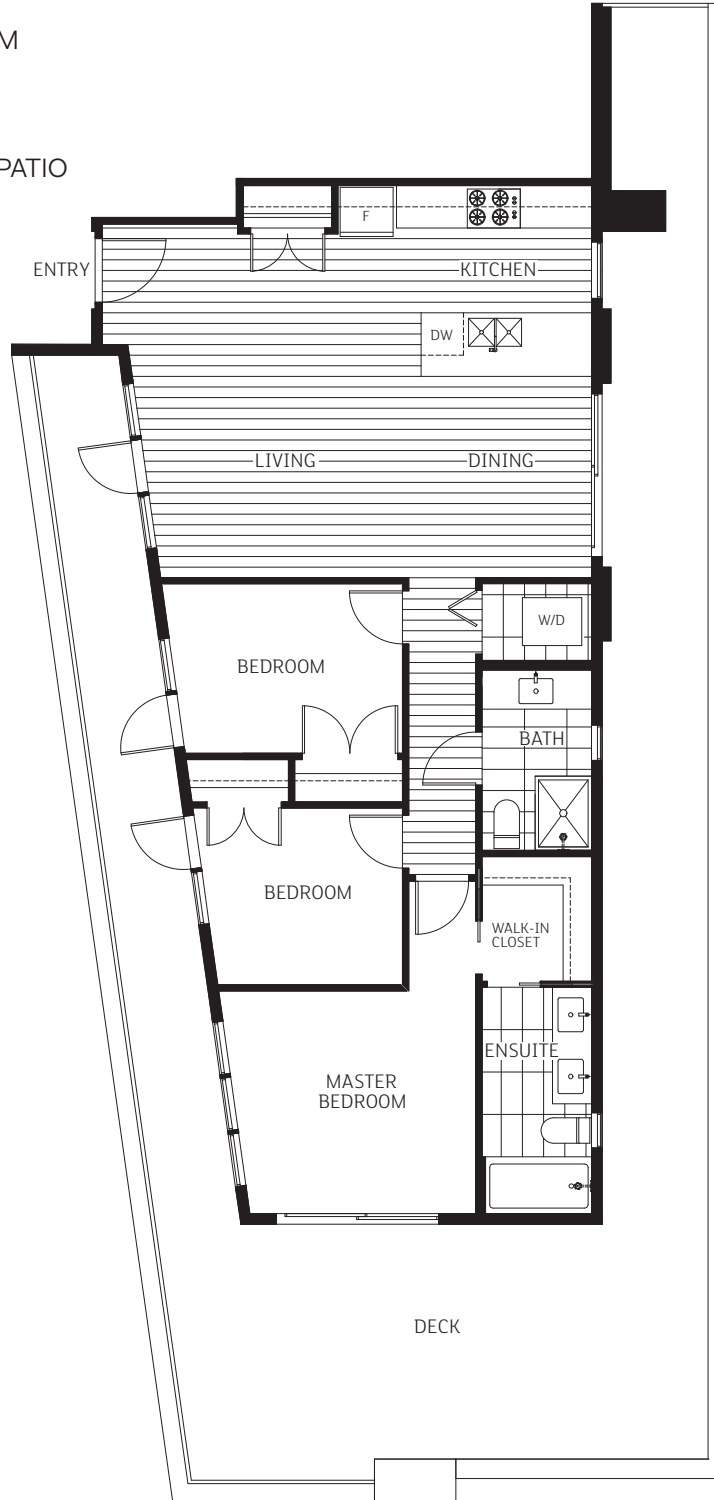 M
PATIO
F
ENTRY
KITCHEN
DW
LIVING
DINING
W/D
BEDROOM
BATH
BEDROOM
WALK-IN
CLOSET
ENSUITE
MASTER
BEDROOM
DECK